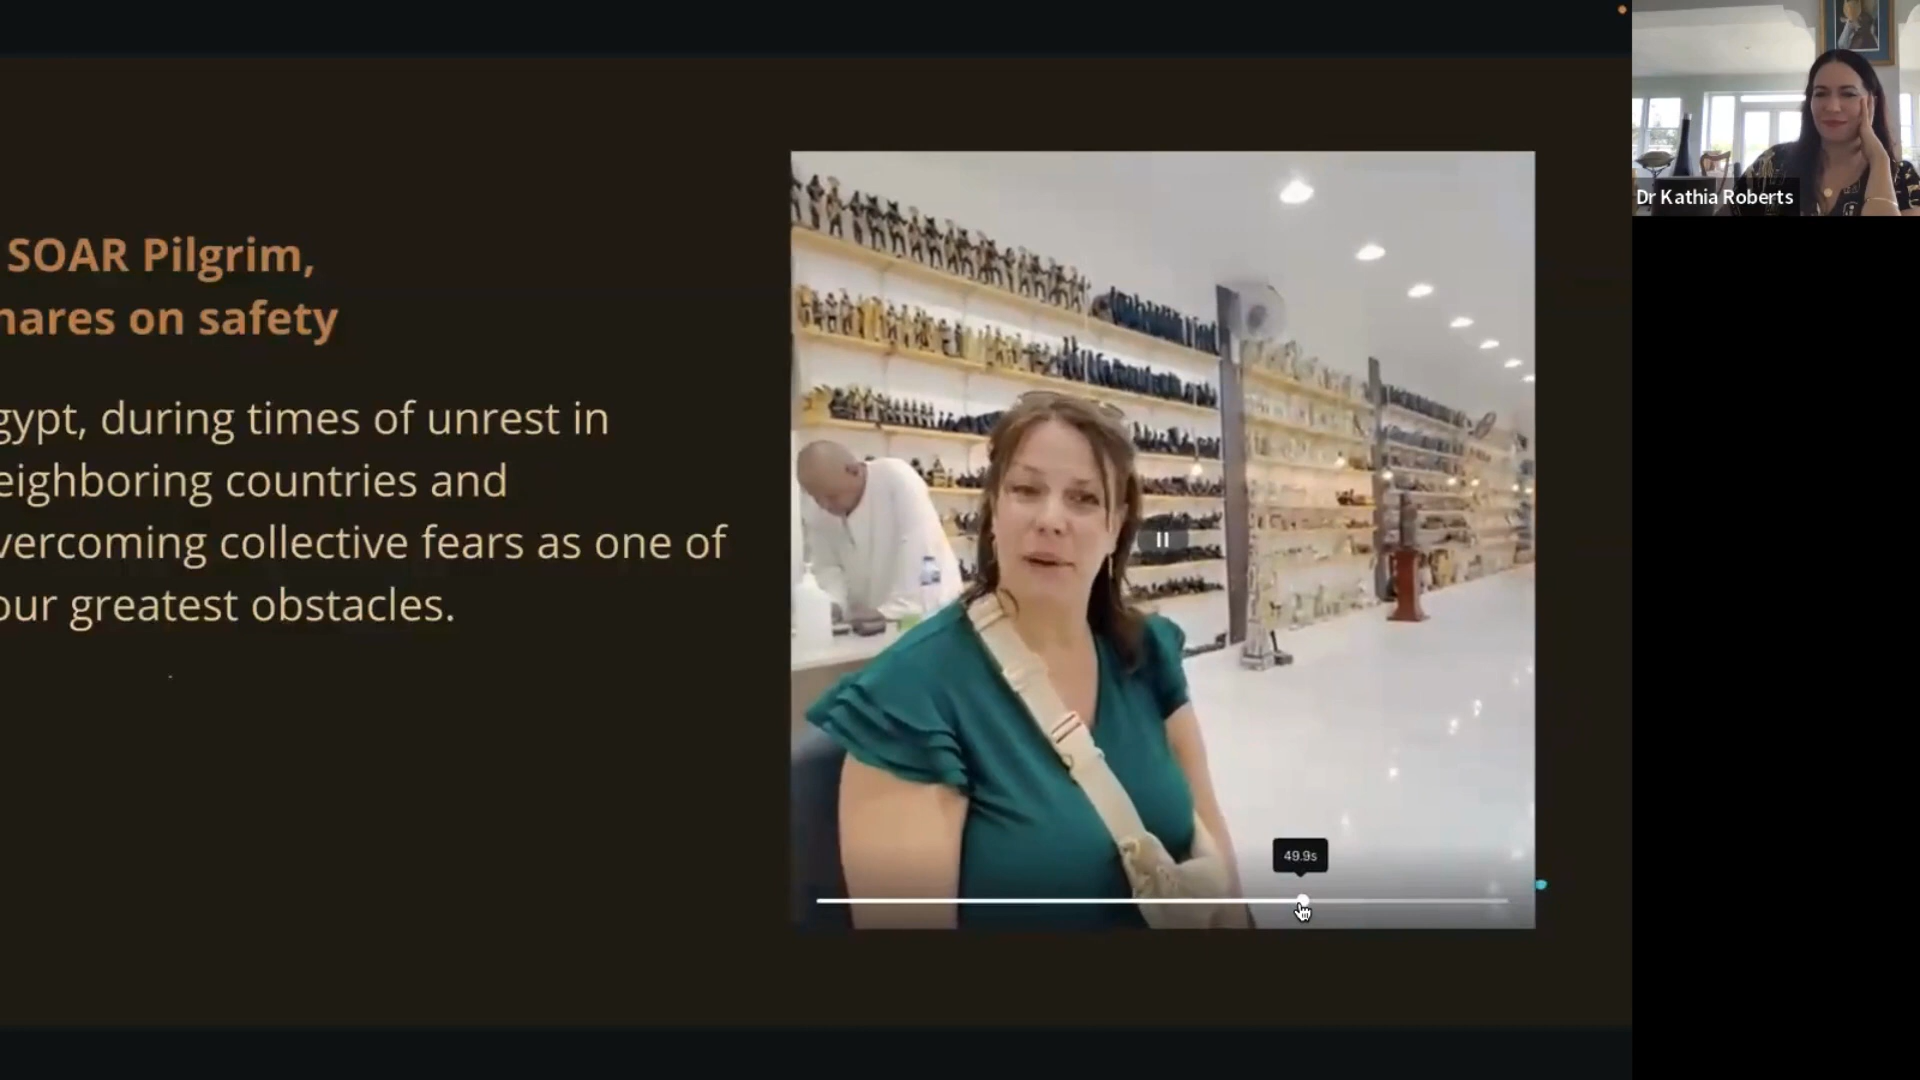 SOAR Pilgrim,
hares on safety
gypt, during times of unrest in
eighboring countries and
vercoming collective fears as one of
our greatest obstacles.
49.9s
Dr Kathia Roberts